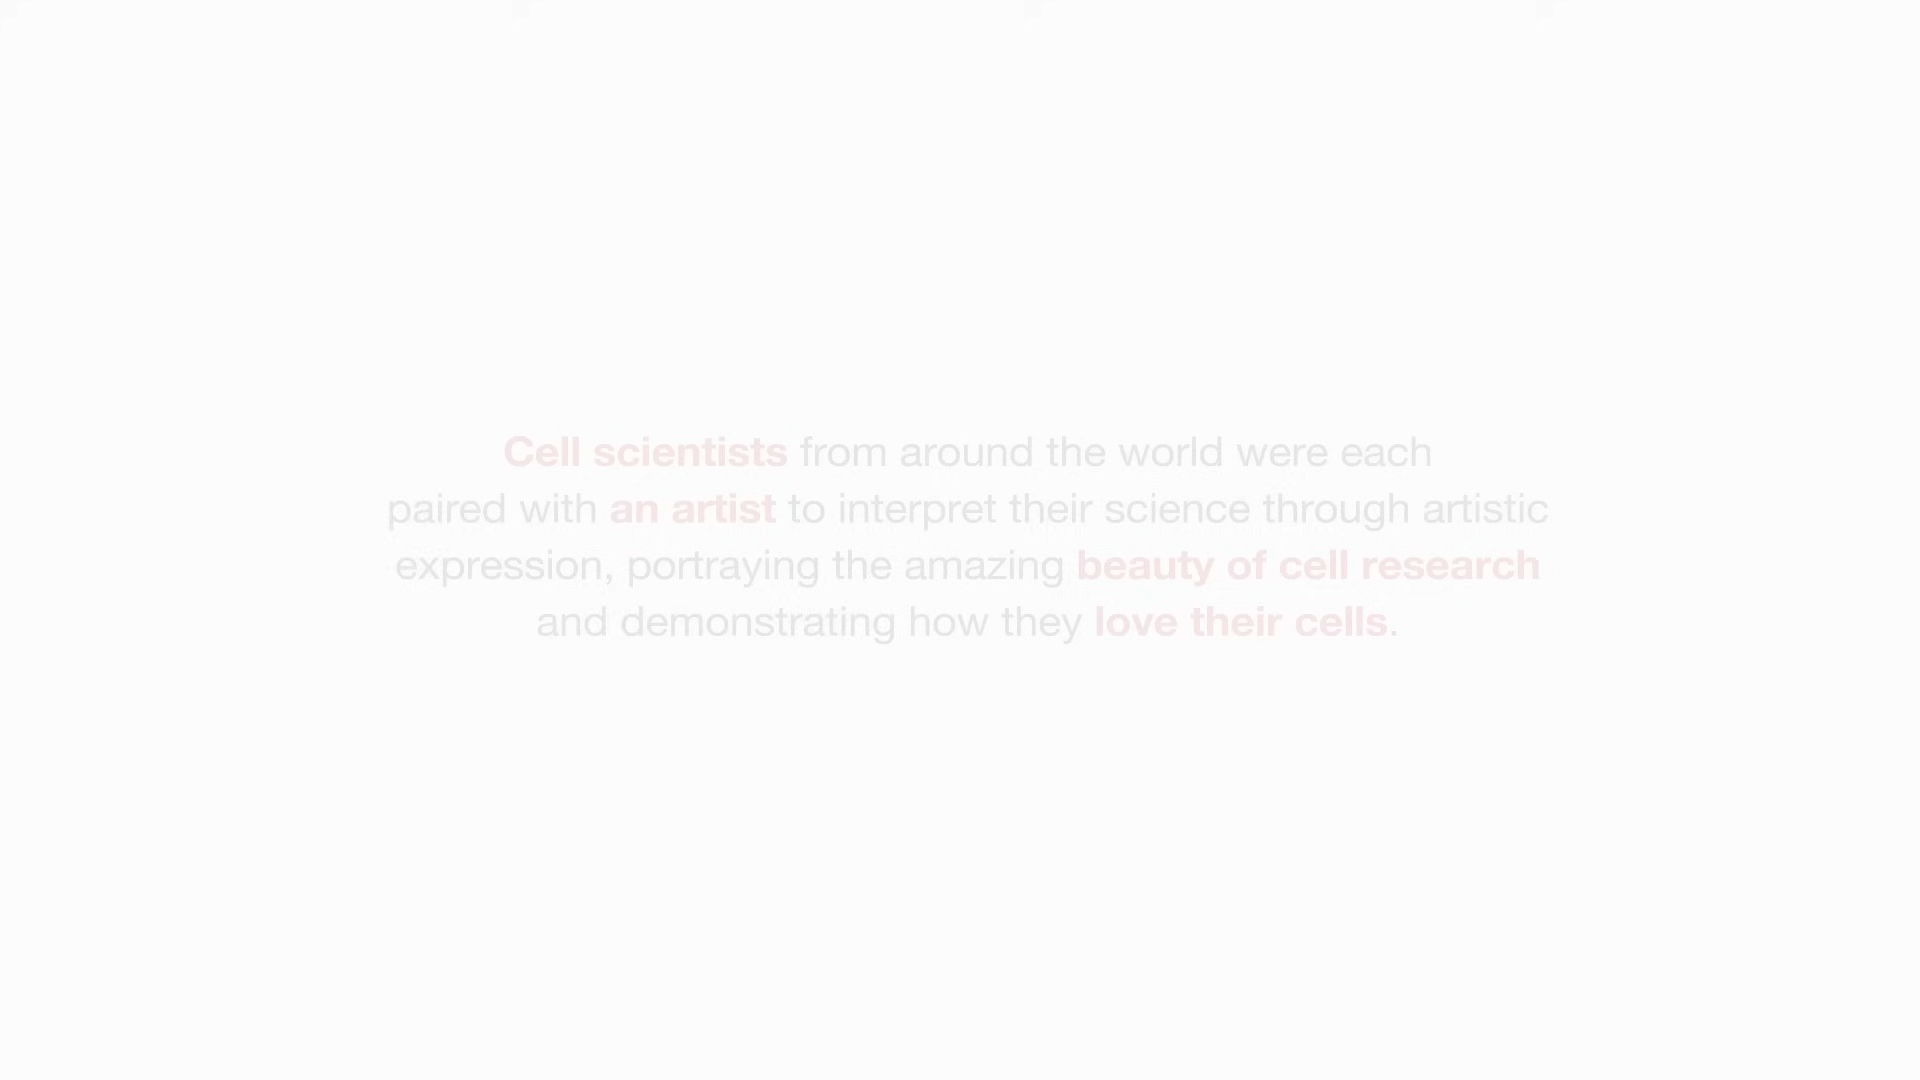 Cell scientists from around the world were each
paired with an artist to interpret their science through artistic
expression, portraying the amazing beauty of cell research
and demonstrating how they love their cells.